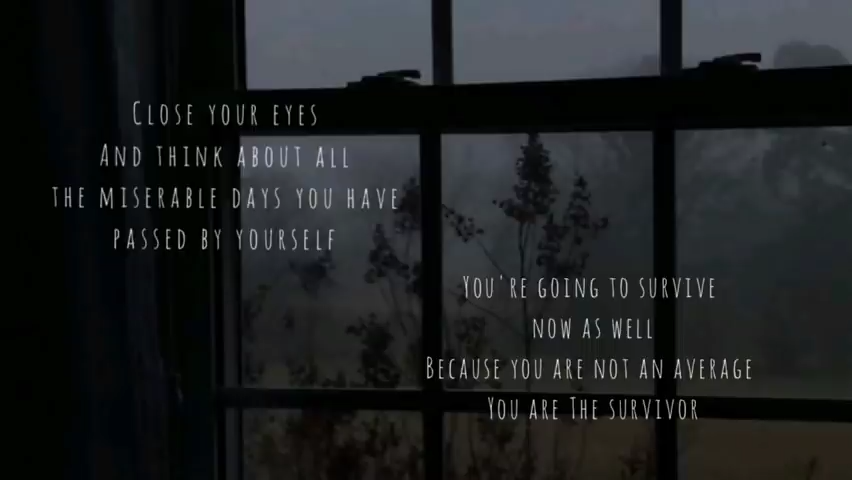 Close your eyes
And think about all
the miserable days you have
passed by yourself
You're going to survive
now as well
Because you are not an average
You are The survivor